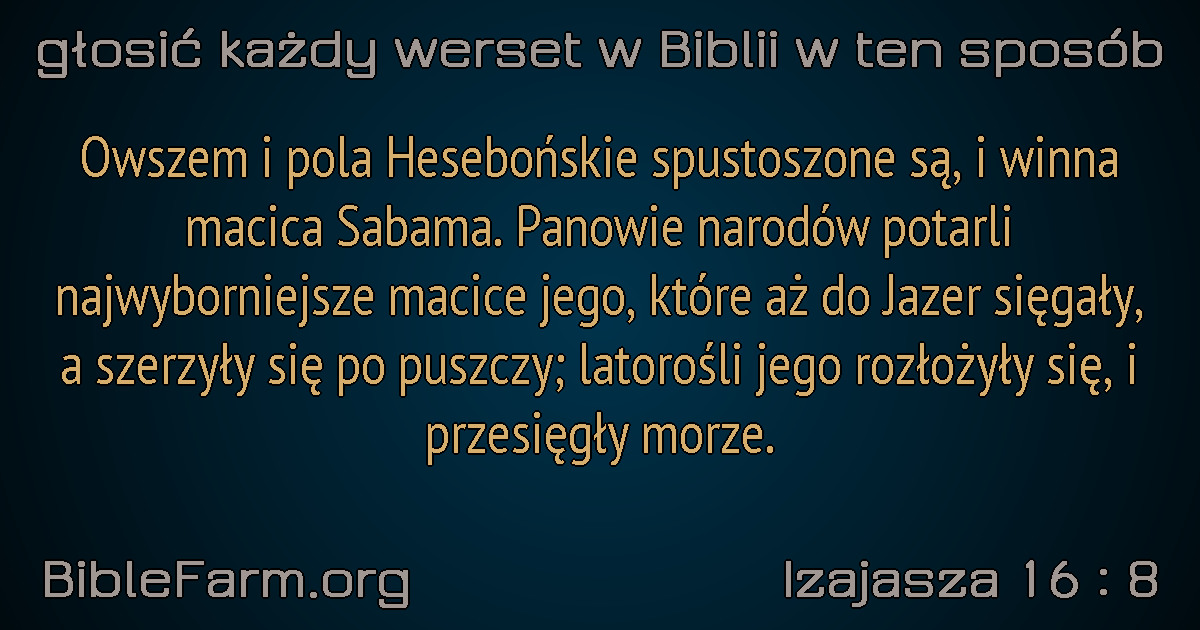 głosić każdy werset w Biblii w ten sposób
Owszem i pola Hesebońskie spustoszone są, i winna
macica Sabama. Panowie narodów potarli
najwyborniejsze macice jego, które aż do Jazer sięgały,
a szerzyły się po puszczy; latorośli jego rozłożyły się, i
przesięgły morze.
BibleFarm.org
Izajasza 16 : 8